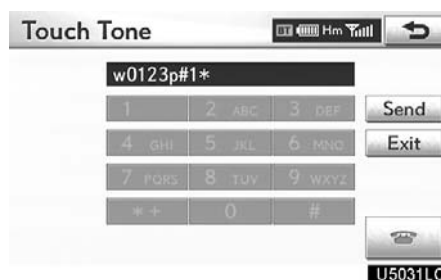 Touch Tone BT Hm
w0123p#1*
1 2 ABC 3 DEF Send
4 GHI 5 JKL 6 MNO Exit
7 PQRS 8 TUV 9 WXYZ
* + 0 #
U5031LC